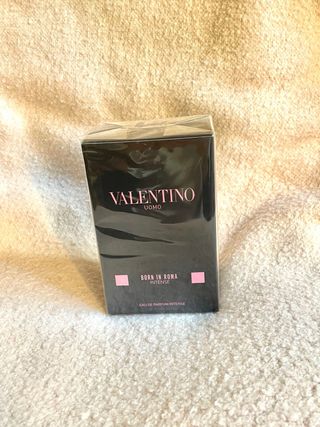 VALENTINO
UOMO
BORN IN ROMA
INTENSE
EAU DE PARFUM INTENSE